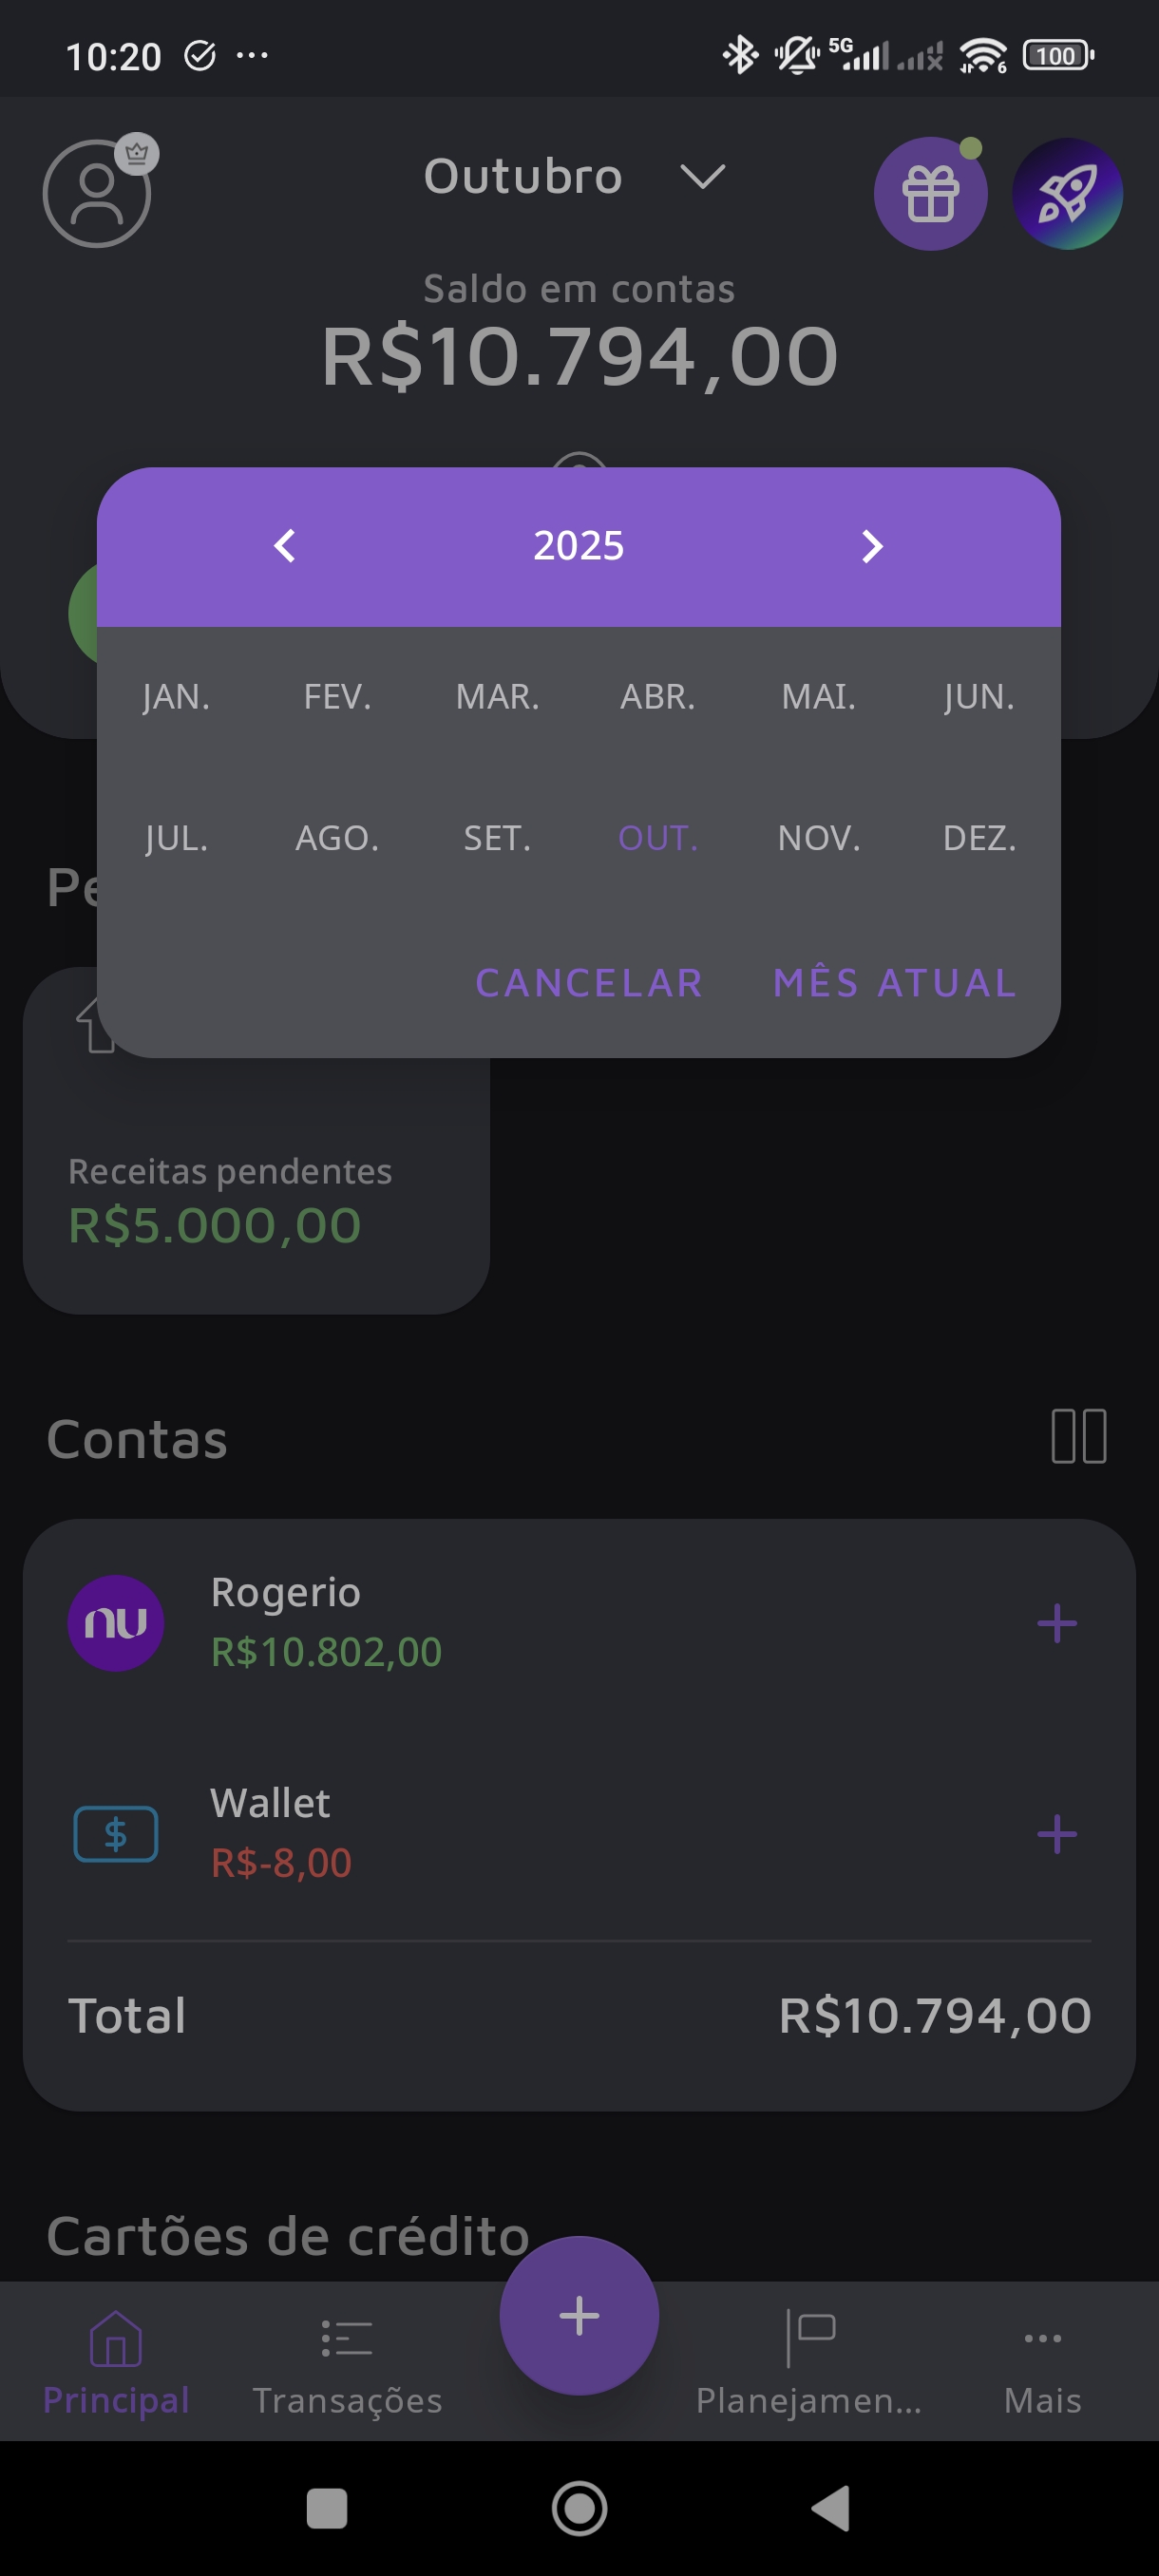 10:20
5G
6
100
Outubro
Saldo em contas
R$10.794,00
2025
JAN. FEV. MAR. ABR. MAI. JUN.
JUL. AGO. SET. OUT. NOV. DEZ.
CANCELAR MÊS ATUAL
Pe
Receitas pendentes
R$5.000,00
Contas
nu
Rogerio
R$10.802,00
$
Wallet
R$-8,00
Total R$10.794,00
Cartões de crédito
Principal Transações Planejamen... Mais